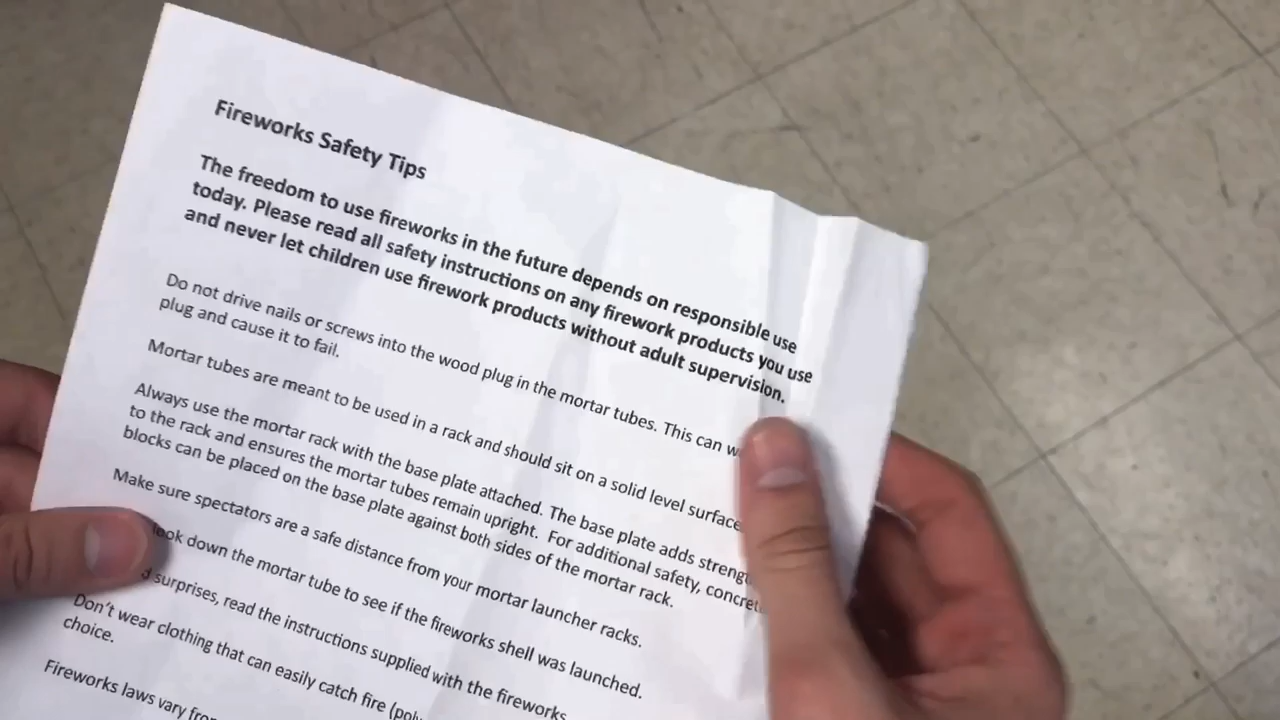 Fireworks Safety Tips
The freedom to use fireworks in the future depends on responsible use
today. Please read all safety instructions on any firework products you use
and never let children use firework products without adult supervision.
Do not drive nails or screws into the wood plug in the mortar tubes. This can
plug and cause it to fail.
Mortar tubes are meant to be used in a rack and should sit on a solid level surface
Always use the mortar rack with the base plate attached. The base plate adds
to the rack and ensures the mortar tubes remain upright. For additional safety,
blocks can be placed on the base plate against both sides of the mortar rack.
Make sure spectators are a safe distance from your mortar launcher racks.
look down the mortar tube to see if the fireworks shell was launched.
surprises, read the instructions supplied with the fireworks
Don't wear clothing that can easily catch fire
choice.
Fireworks laws vary